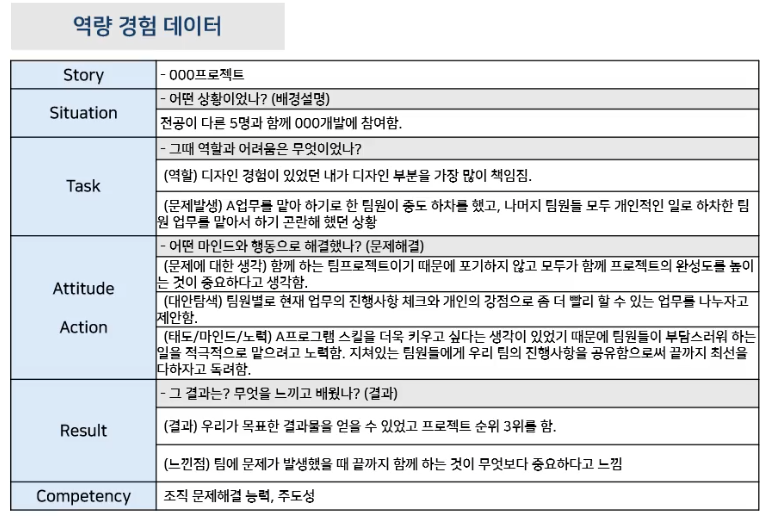 역량 경험 데이터
Story
- 000프로젝트
Situation
- 어떤 상황이었나? (배경설명)
전공이 다른 5명과 함께 000개발에 참여함.
Task
- 그때 역할과 어려움은 무엇이었나?
(역할) 디자인 경험이 있었던 내가 디자인 부분을 가장 많이 책임짐.
(문제발생) A업무를 맡아 하기로 한 팀원이 중도 하차를 했고, 나머지 팀원들 모두 개인적인 일로 하차한 팀
원 업무를 맡아서 하기 곤란해 했던 상황
Attitude
Action
- 어떤 마인드와 행동으로 해결했나? (문제해결)
(문제에 대한 생각) 함께 하는 팀프로젝트이기 때문에 포기하지 않고 모두가 함께 프로젝트의 완성도를 높이
는 것이 중요하다고 생각함.
(대안탐색) 팀원별로 현재 업무의 진행사항 체크와 개인의 강점으로 좀 더 빨리 할 수 있는 업무를 나누자고
제안함.
(태도/마인드/노력) A프로그램 스킬을 더욱 키우고 싶다는 생각이 있었기 때문에 팀원들이 부담스러워 하는
일을 적극적으로 맡으려고 노력함. 지쳐있는 팀원들에게 우리 팀의 진행사항을 공유함으로써 끝까지 최선을
다하자고 독려함.
Result
- 그 결과는? 무엇을 느끼고 배웠나? (결과)
(결과) 우리가 목표한 결과물을 얻을 수 있었고 프로젝트 순위 3위를 함.
(느낀점) 팀에 문제가 발생했을 때 끝까지 함께 하는 것이 무엇보다 중요하다고 느낌
Competency
조직 문제해결 능력, 주도성